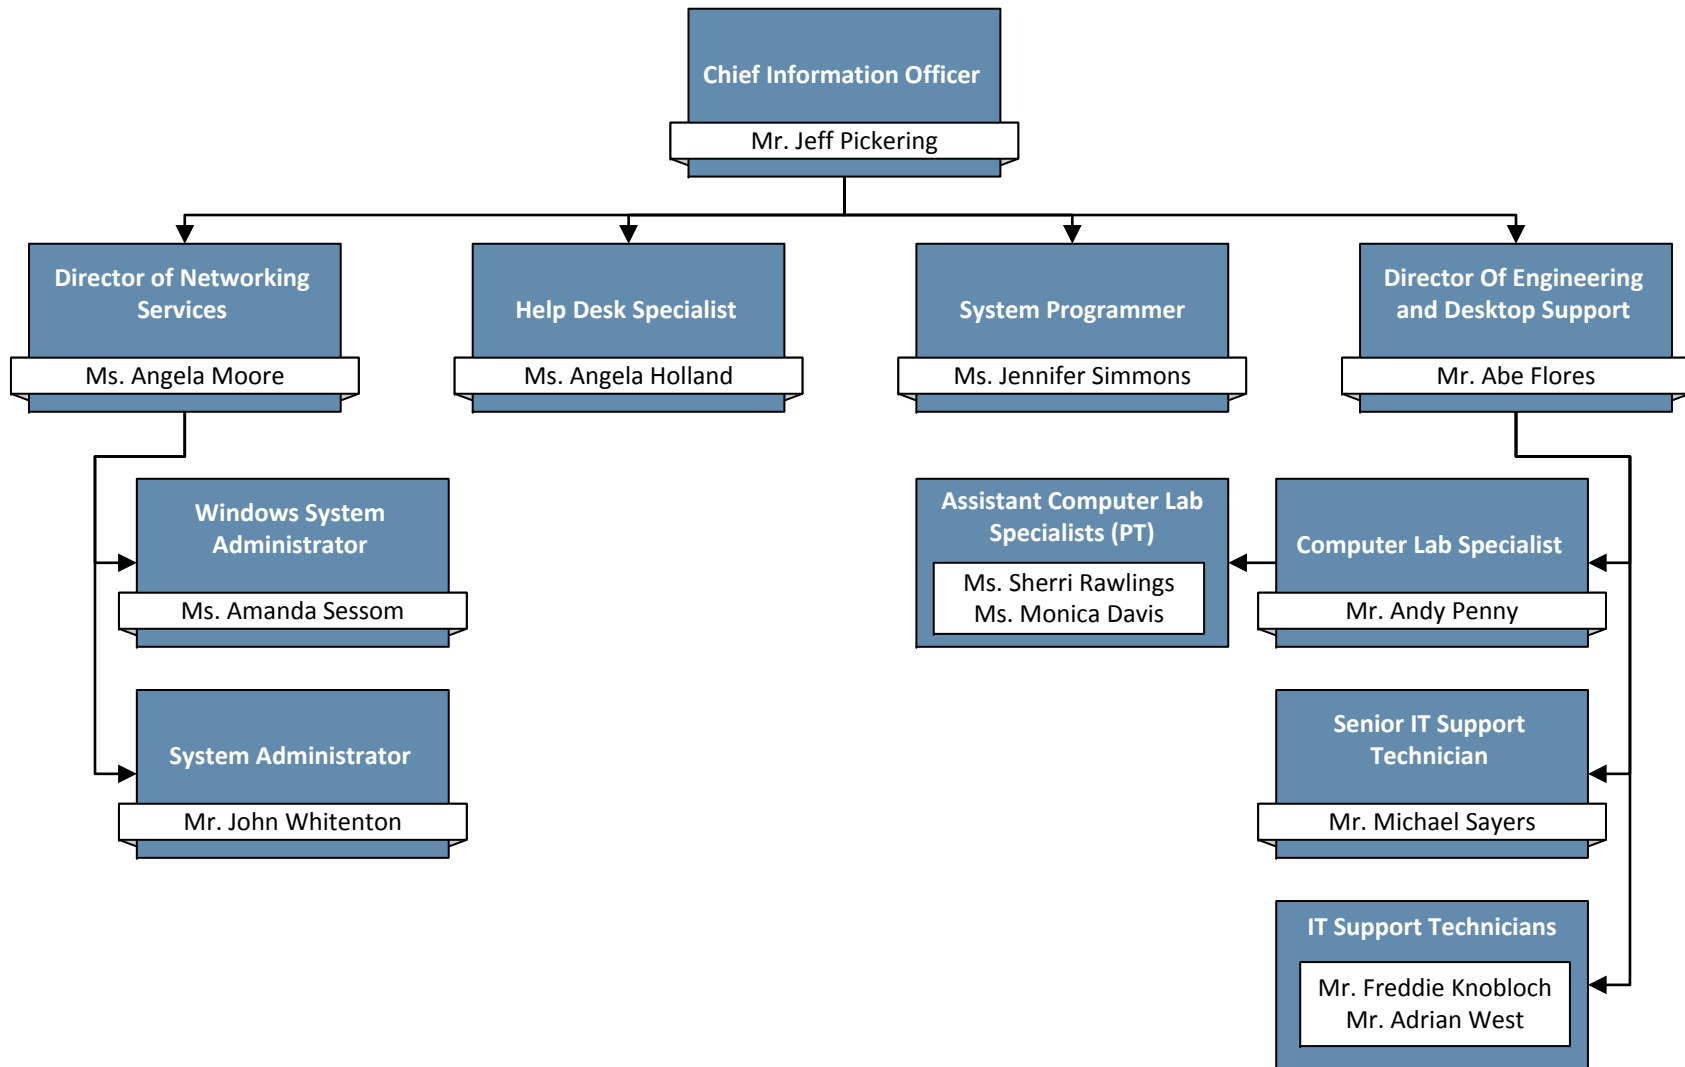 Chief Information Officer
Mr. Jeff Pickering
Director of Networking
Services
Ms. Angela Moore
Help Desk Specialist
Ms. Angela Holland
System Programmer
Ms. Jennifer Simmons
Director Of Engineering
and Desktop Support
Mr. Abe Flores
Windows System
Administrator
Ms. Amanda Sessom
Assistant Computer Lab
Specialists (PT)
Ms. Sherri Rawlings
Ms. Monica Davis
Computer Lab Specialist
Mr. Andy Penny
System Administrator
Mr. John Whitenton
Senior IT Support
Technician
Mr. Michael Sayers
IT Support Technicians
Mr. Freddie Knobloch
Mr. Adrian West